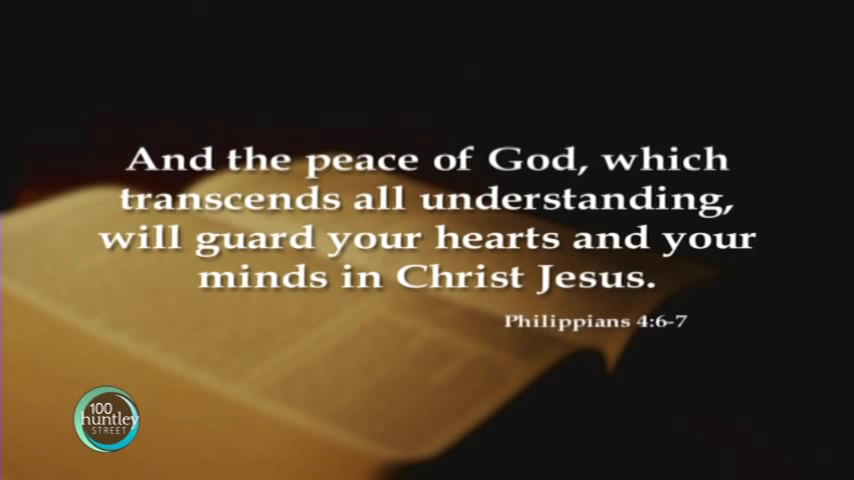 And the peace of God, which
transcends all understanding,
will guard your hearts and your
minds in Christ Jesus.
Philippians 4:6-7
100
huntley
STREET